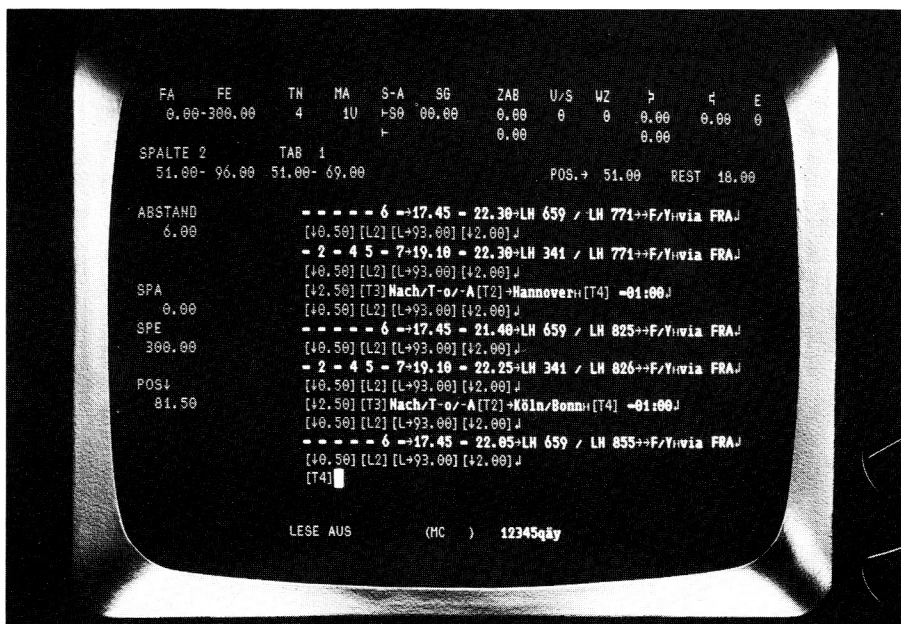 FA FE TN MA S-A SG ZAB U/S WZ > < E
0.00-300.00 4 1U ⊢S0 00.00 0.00 0 0 0.00 0.00 0
⊢ 0.00 0.00
SPALTE 2 TAB 1
51.00- 96.00 51.00- 69.00 POS.→ 51.00 REST 18.00
ABSTAND - - - - - 6 -→17.45 - 22.30→LH 659 / LH 771→→F/Y⊢⊣via FRA↲
6.00 [↓0.50][L2][L→93.00][↓2.00]↲
- 2 - 4 5 - 7→19.10 - 22.30→LH 341 / LH 771→→F/Y⊢⊣via FRA↲
[↓0.50][L2][L→93.00][↓2.00]↲
SPA [↓2.50][T3]Nach/T-o/-A[T2]→Hannover⊢⊣[T4] -01:00↲
0.00 [↓0.50][L2][L→93.00][↓2.00]↲
SPE - - - - - 6 -→17.45 - 21.40→LH 659 / LH 825→→F/Y⊢⊣via FRA↲
300.00 [↓0.50][L2][L→93.00][↓2.00]↲
- 2 - 4 5 - 7→19.10 - 22.25→LH 341 / LH 826→→F/Y⊢⊣via FRA↲
POS↓ [↓0.50][L2][L→93.00][↓2.00]↲
81.50 [↓2.50][T3]Nach/T-o/-A[T2]→Köln/Bonn⊢⊣[T4] -01:00↲
[↓0.50][L2][L→93.00][↓2.00]↲
- - - - - 6 -→17.45 - 22.05→LH 659 / LH 855→→F/Y⊢⊣via FRA↲
[↓0.50][L2][L→93.00][↓2.00]↲
[T4]
LESE AUS (MC ) 12345qäy